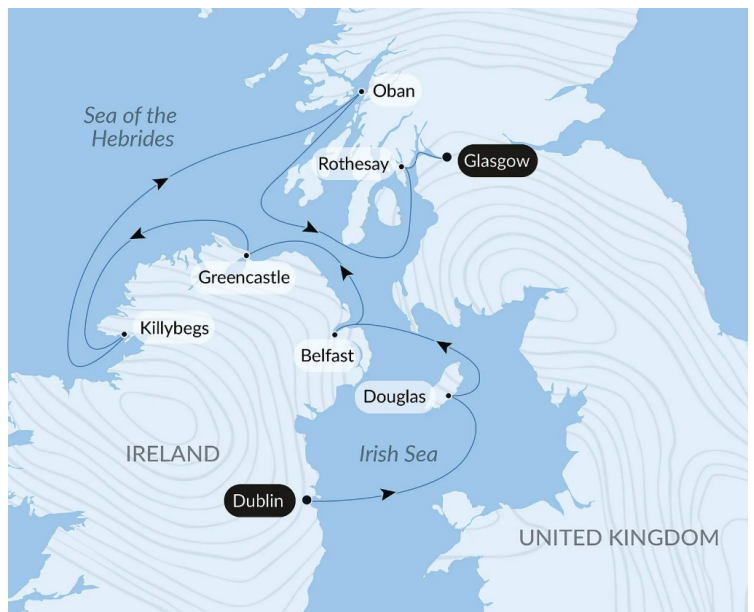 Oban
Sea of the
Hebrides
Rothesay
Glasgow
Greencastle
Killybegs
Belfast
Douglas
IRELAND
Irish Sea
Dublin
UNITED KINGDOM